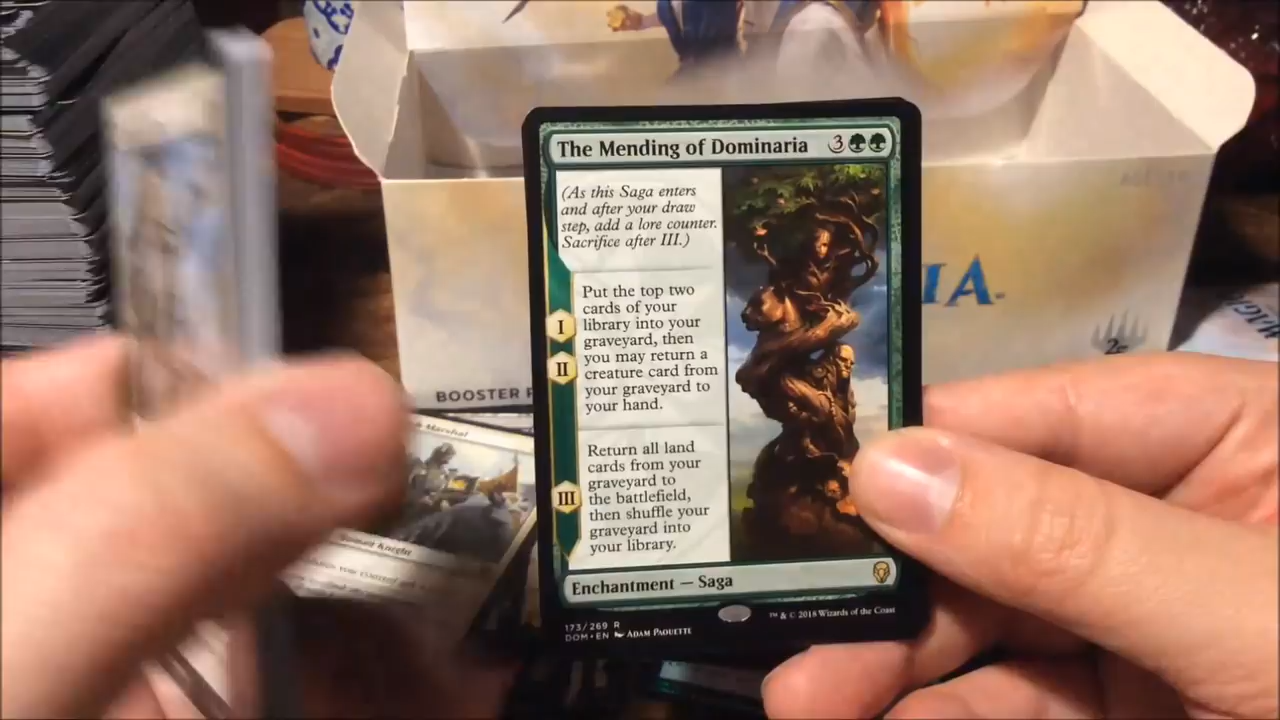 The Mending of Dominaria 3
(As this Saga enters
and after your draw
step, add a lore counter.
Sacrifice after III.)
I
II
Put the top two
cards of your
library into your
graveyard, then
you may return a
creature card from
your graveyard to
your hand.
III
Return all land
cards from your
graveyard to
the battlefield,
then shuffle your
graveyard into
your library.
Enchantment — Saga
173/269 R
DOM • EN ADAM PAQUETTE
™ & © 2018 Wizards of the Coast
BOOSTER
IA
Marshal
Human Knight
MAGIC